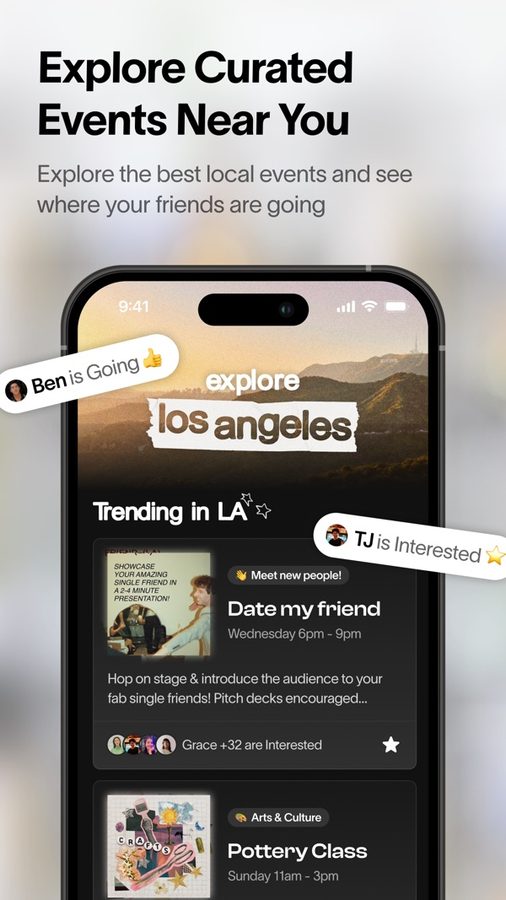 Explore Curated
Events Near You
Explore the best local events and see
where your friends are going
9:41
Ben is Going 👍
explore
los angeles
Trending in LA
TJ is Interested ⭐
SHOWCASE
YOUR AMAZING
SINGLE FRIEND IN
A 2-4 MINUTE
PRESENTATION!
👋 Meet new people!
Date my friend
Wednesday 6pm - 9pm
Hop on stage & introduce the audience to your
fab single friends! Pitch decks encouraged...
Grace +32 are Interested
CRAFTS
🎨 Arts & Culture
Pottery Class
Sunday 11am - 3pm